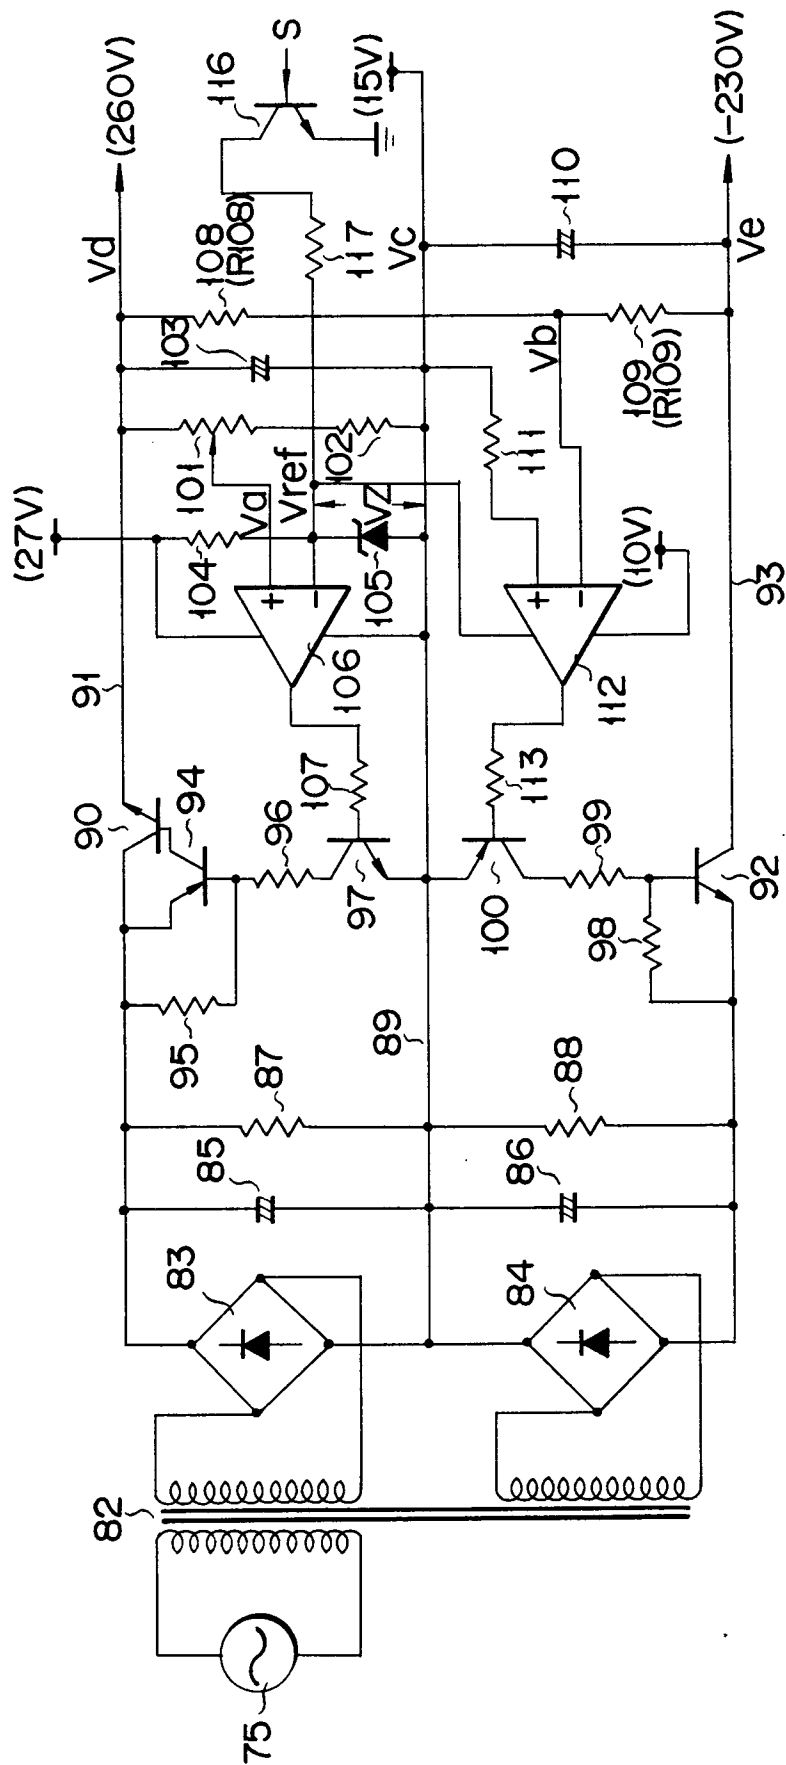 75
82
83
84
85
86
87
88
89
95
98
90
94
96
97
100
99
92
91
107
113
106
112
(27V)
104
105
101
102
103
Va
Vref
VZ
+
−
+
−
(10V)
93
111
108
(R108)
Vb
109
(R109)
117
Vd
Vc
Ve
110
116
S
(15V)
(260V)
(−230V)